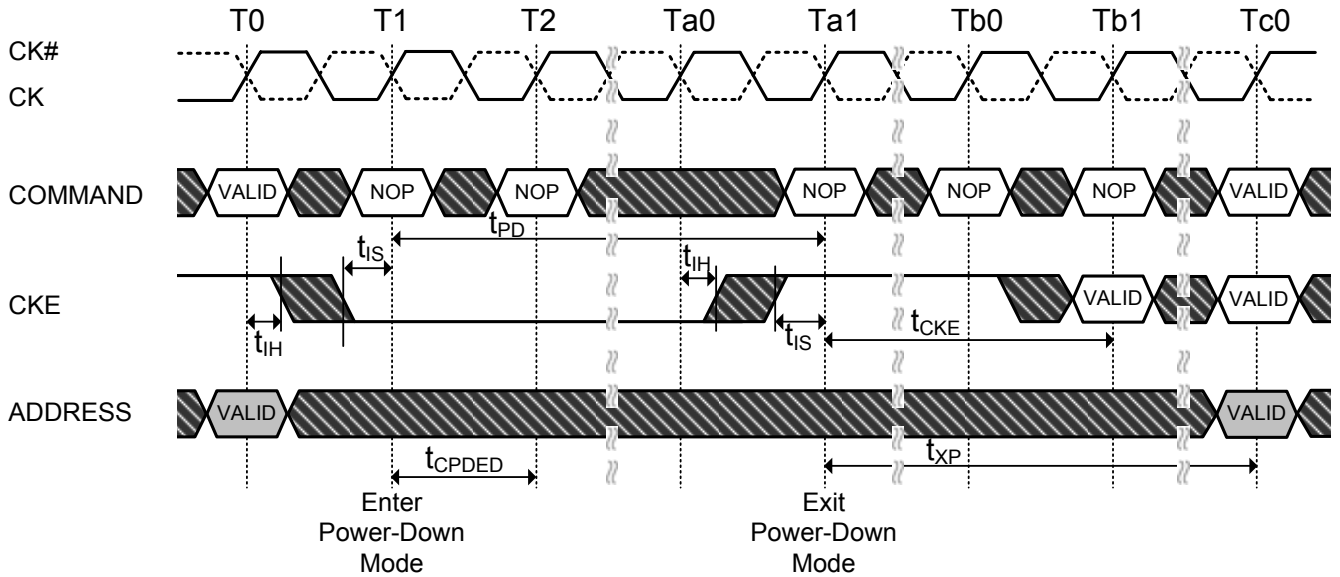 T0 T1 T2 Ta0 Ta1 Tb0 Tb1 Tc0
CK#
CK
COMMAND VALID NOP NOP NOP NOP NOP VALID
tPD
tIS tIH
CKE VALID VALID
tIH tIS tCKE
ADDRESS VALID VALID
tCPDED tXP
Enter
Power-Down
Mode
Exit
Power-Down
Mode